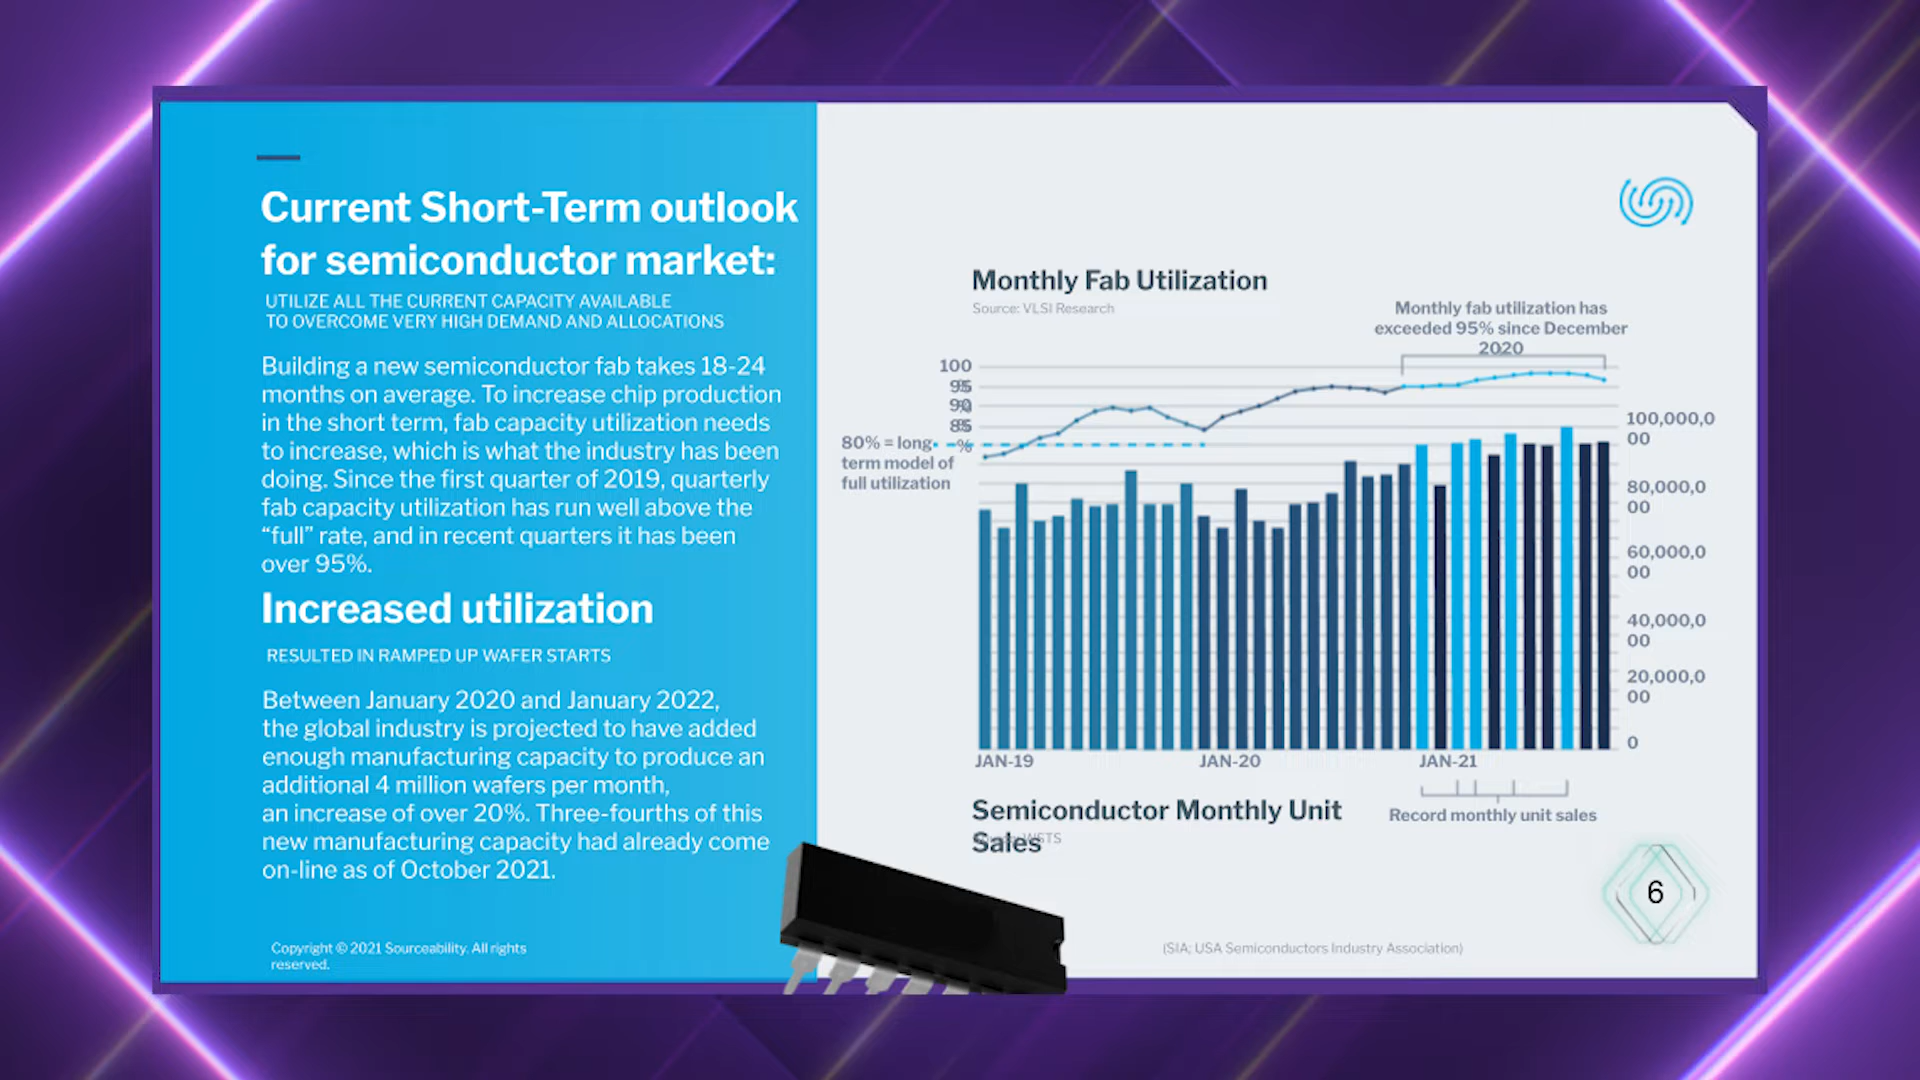 Current Short-Term outlook
for semiconductor market:
UTILIZE ALL THE CURRENT CAPACITY AVAILABLE
TO OVERCOME VERY HIGH DEMAND AND ALLOCATIONS
Building a new semiconductor fab takes 18-24
months on average. To increase chip production
in the short term, fab capacity utilization needs
to increase, which is what the industry has been
doing. Since the first quarter of 2019, quarterly
fab capacity utilization has run well above the
“full” rate, and in recent quarters it has been
over 95%.
Increased utilization
RESULTED IN RAMPED UP WAFER STARTS
Between January 2020 and January 2022,
the global industry is projected to have added
enough manufacturing capacity to produce an
additional 4 million wafers per month,
an increase of over 20%. Three-fourths of this
new manufacturing capacity had already come
on-line as of October 2021.
Copyright © 2021 Sourceability. All rights
reserved.
Monthly Fab Utilization
Source: VLSI Research
Monthly fab utilization has
exceeded 95% since December
2020
100
95
90
85
%
80% = long-
term model of
full utilization
100,000,0
00
80,000,0
00
60,000,0
00
40,000,0
00
20,000,0
00
0
JAN-19
JAN-20
JAN-21
Record monthly unit sales
Semiconductor Monthly Unit
Sales
WSTS
6
(SIA; USA Semiconductors Industry Association)